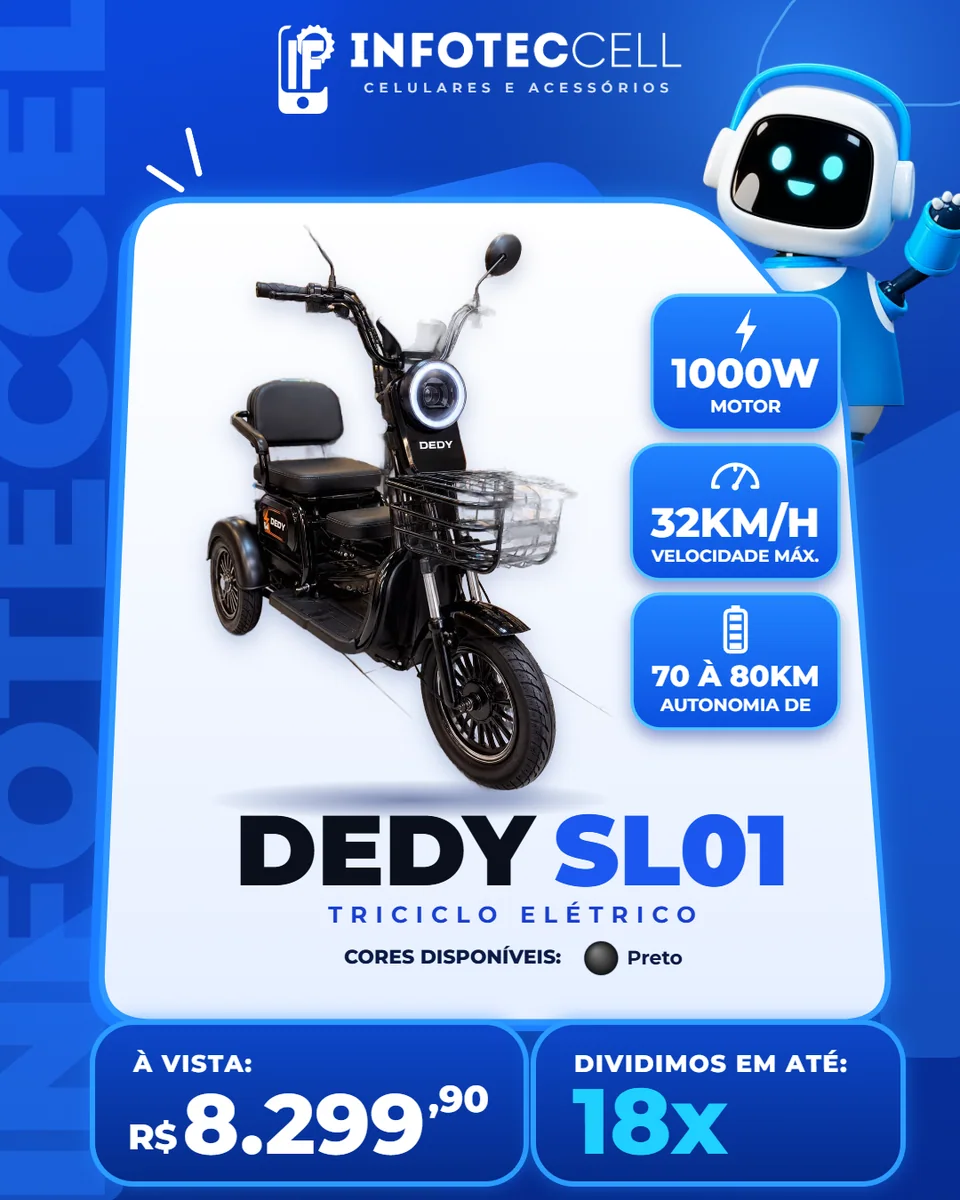 INFOTECCELL
CELULARES E ACESSÓRIOS
INFOTECCEL
1000W
MOTOR
DEDY
32KM/H
VELOCIDADE MÁX.
DEDY
70 À 80KM
AUTONOMIA DE
DEDY SL01
TRICICLO ELÉTRICO
CORES DISPONÍVEIS: Preto
À VISTA:
R$ 8.299,90
DIVIDIMOS EM ATÉ:
18x